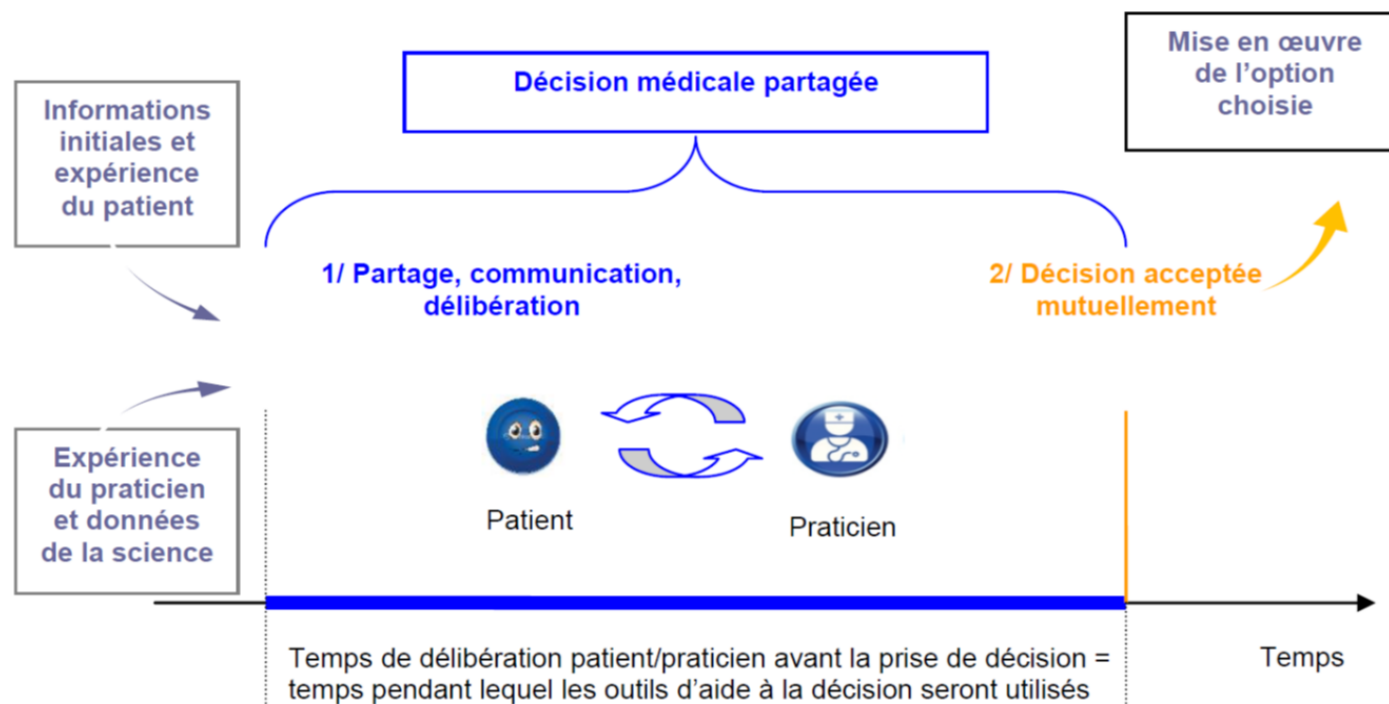 Informations
initiales et
expérience
du patient
Décision médicale partagée
Mise en œuvre
de l'option
choisie
1/ Partage, communication,
délibération
2/ Décision acceptée
mutuellement
Expérience
du praticien
et données
de la science
Patient
Praticien
Temps de délibération patient/praticien avant la prise de décision =
temps pendant lequel les outils d'aide à la décision seront utilisés
Temps